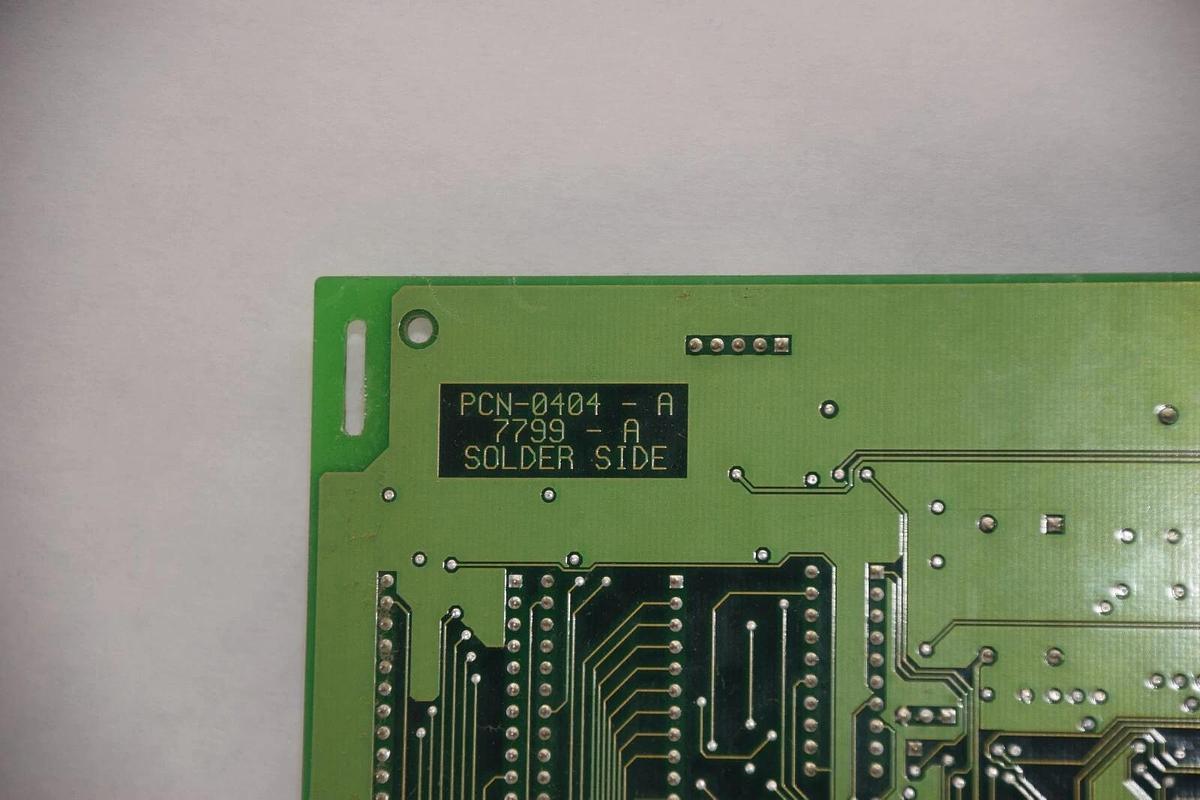 PCN-0404 - A
7799 - A
SOLDER SIDE